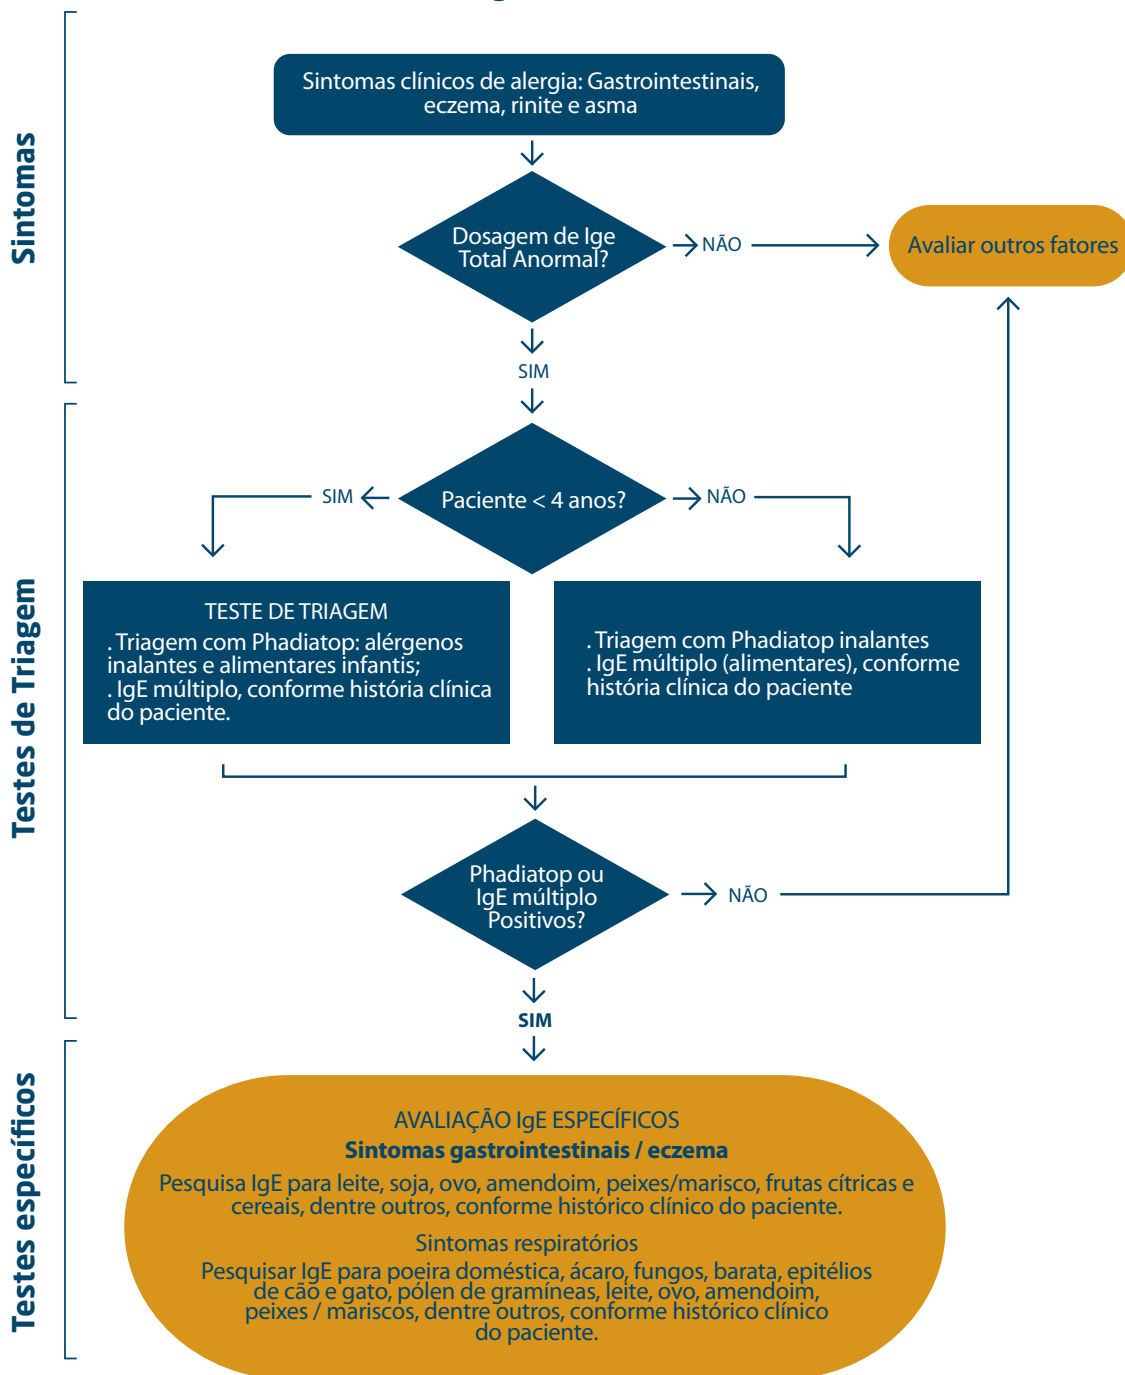 Sintomas
Sintomas clínicos de alergia: Gastrointestinais,
eczema, rinite e asma
Dosagem de Ige
Total Anormal?
NÃO
Avaliar outros fatores
SIM
Testes de Triagem
Paciente < 4 anos?
SIM
NÃO
TESTE DE TRIAGEM
. Triagem com Phadiatop: alérgenos
inalantes e alimentares infantis;
. IgE múltiplo, conforme história clínica
do paciente.
. Triagem com Phadiatop inalantes
. IgE múltiplo (alimentares), conforme
história clínica do paciente
Phadiatop ou
IgE múltiplo
Positivos?
NÃO
SIM
Testes específicos
AVALIAÇÃO IgE ESPECÍFICOS
Sintomas gastrointestinais / eczema
Pesquisa IgE para leite, soja, ovo, amendoim, peixes/marisco, frutas cítricas e
cereais, dentre outros, conforme histórico clínico do paciente.
Sintomas respiratórios
Pesquisar IgE para poeira doméstica, ácaro, fungos, barata, epitélios
de cão e gato, pólen de gramíneas, leite, ovo, amendoim,
peixes / mariscos, dentre outros, conforme histórico clínico
do paciente.